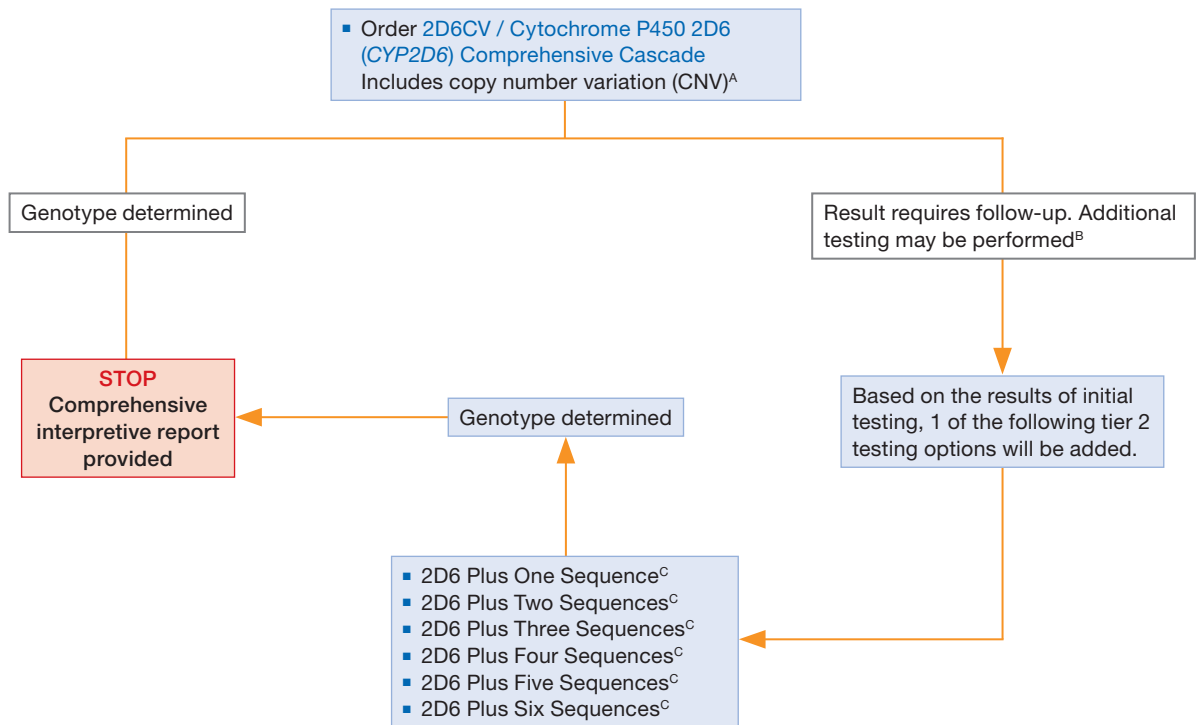 ▪ Order 2D6CV / Cytochrome P450 2D6
(CYP2D6) Comprehensive Cascade
Includes copy number variation (CNV)ᴬ
Genotype determined
Result requires follow-up. Additional
testing may be performedᴮ
STOP
Comprehensive
interpretive report
provided
Genotype determined
Based on the results of initial
testing, 1 of the following tier 2
testing options will be added.
▪ 2D6 Plus One Sequenceᶜ
▪ 2D6 Plus Two Sequencesᶜ
▪ 2D6 Plus Three Sequencesᶜ
▪ 2D6 Plus Four Sequencesᶜ
▪ 2D6 Plus Five Sequencesᶜ
▪ 2D6 Plus Six Sequencesᶜ